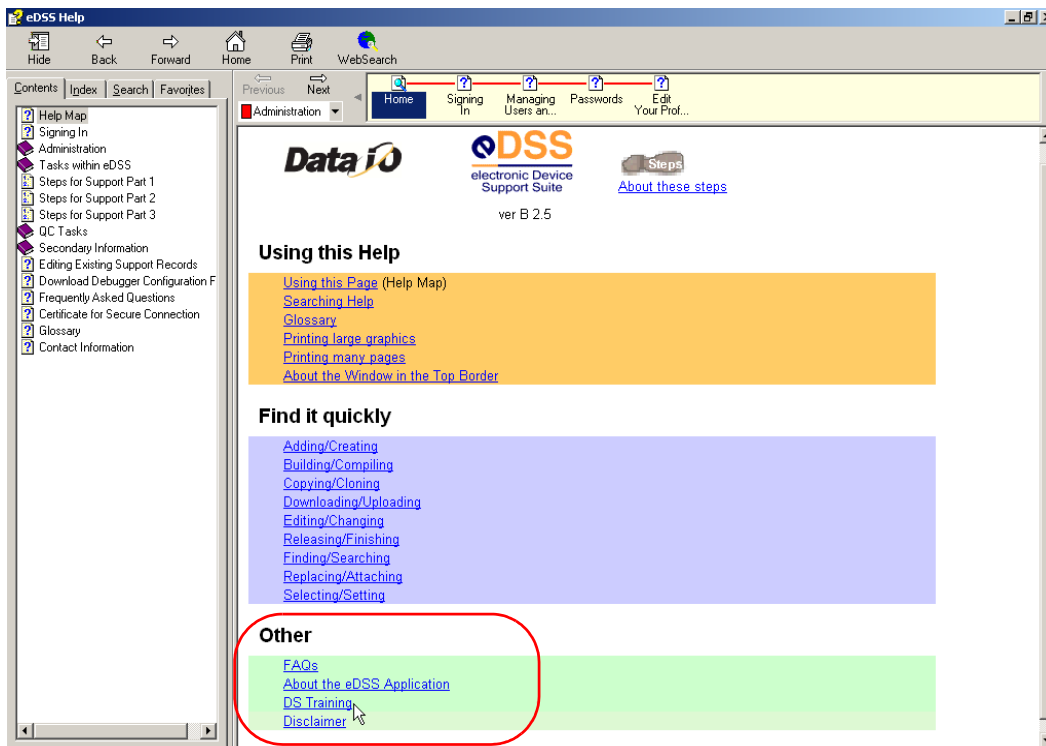 eDSS Help
Hide Back Forward Home Print WebSearch
Contents Index Search Favorites
Help Map
Signing In
Administration
Tasks within eDSS
Steps for Support Part 1
Steps for Support Part 2
Steps for Support Part 3
QC Tasks
Secondary Information
Editing Existing Support Records
Download Debugger Configuration F
Frequently Asked Questions
Certificate for Secure Connection
Glossary
Contact Information
Previous Next
Administration
Home
Signing In
Managing Users an...
Passwords
Edit Your Prof...
Data iO
eDSS
electronic Device
Support Suite
Steps
About these steps
ver B 2.5
Using this Help
Using this Page (Help Map)
Searching Help
Glossary
Printing large graphics
Printing many pages
About the Window in the Top Border
Find it quickly
Adding/Creating
Building/Compiling
Copying/Cloning
Downloading/Uploading
Editing/Changing
Releasing/Finishing
Finding/Searching
Replacing/Attaching
Selecting/Setting
Other
FAQs
About the eDSS Application
DS Training
Disclaimer